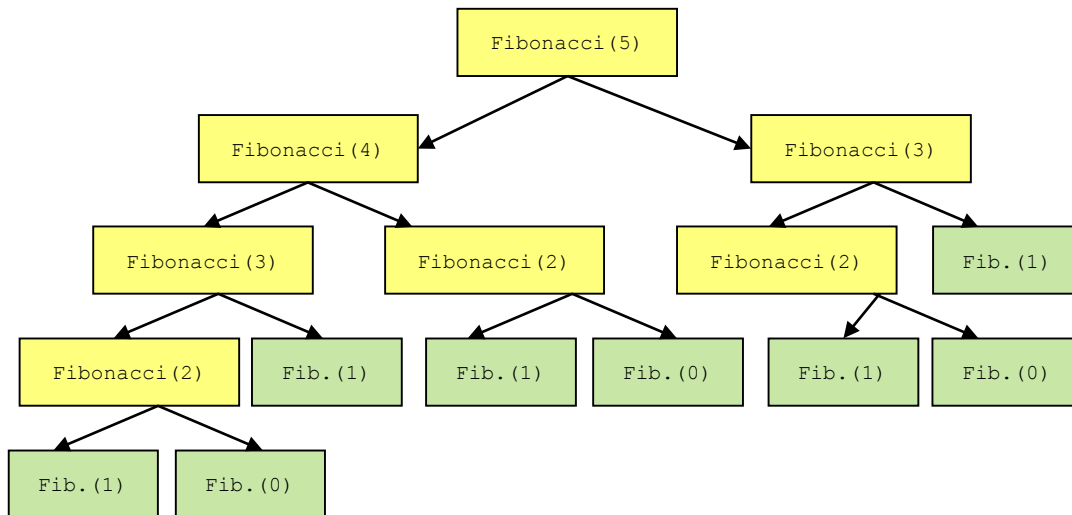 Fibonacci(5)
Fibonacci(4)
Fibonacci(3)
Fibonacci(3)
Fibonacci(2)
Fibonacci(2)
Fib.(1)
Fibonacci(2)
Fib.(1)
Fib.(1)
Fib.(0)
Fib.(1)
Fib.(0)
Fib.(1)
Fib.(0)